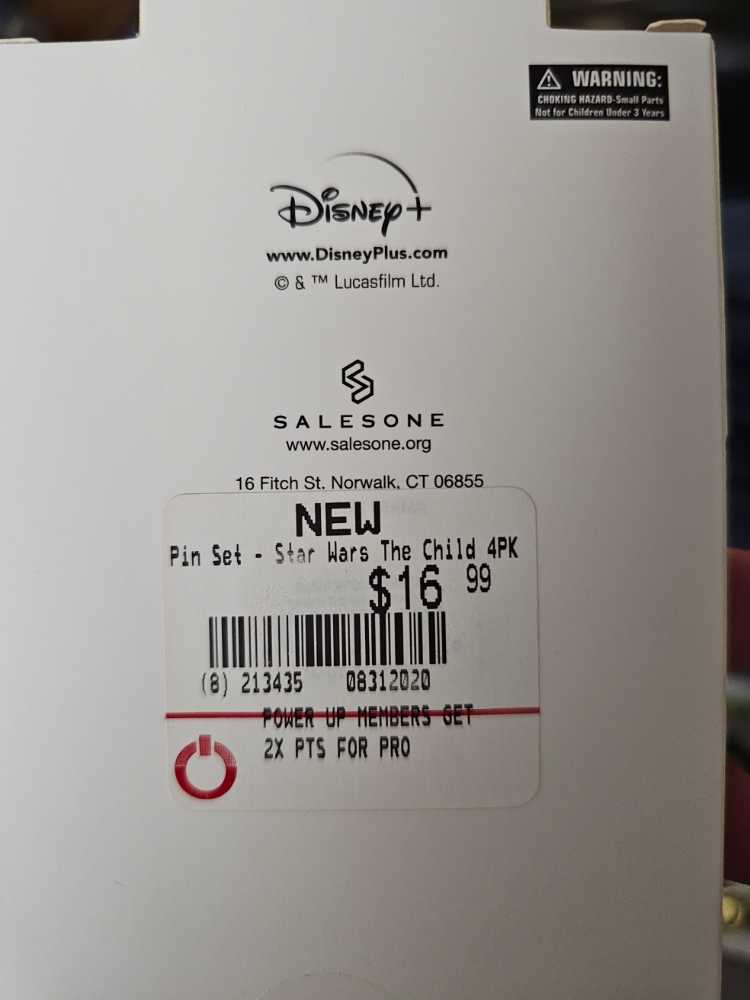 ⚠ WARNING:
CHOKING HAZARD-Small Parts
Not for Children Under 3 Years
Disney+
www.DisneyPlus.com
© & ™ Lucasfilm Ltd.
SALESONE
www.salesone.org
16 Fitch St. Norwalk, CT 06855
NEW
Pin Set - Star Wars The Child 4PK
$16 99
(8) 213435 08312020
POWER UP MEMBERS GET
2X PTS FOR PRO